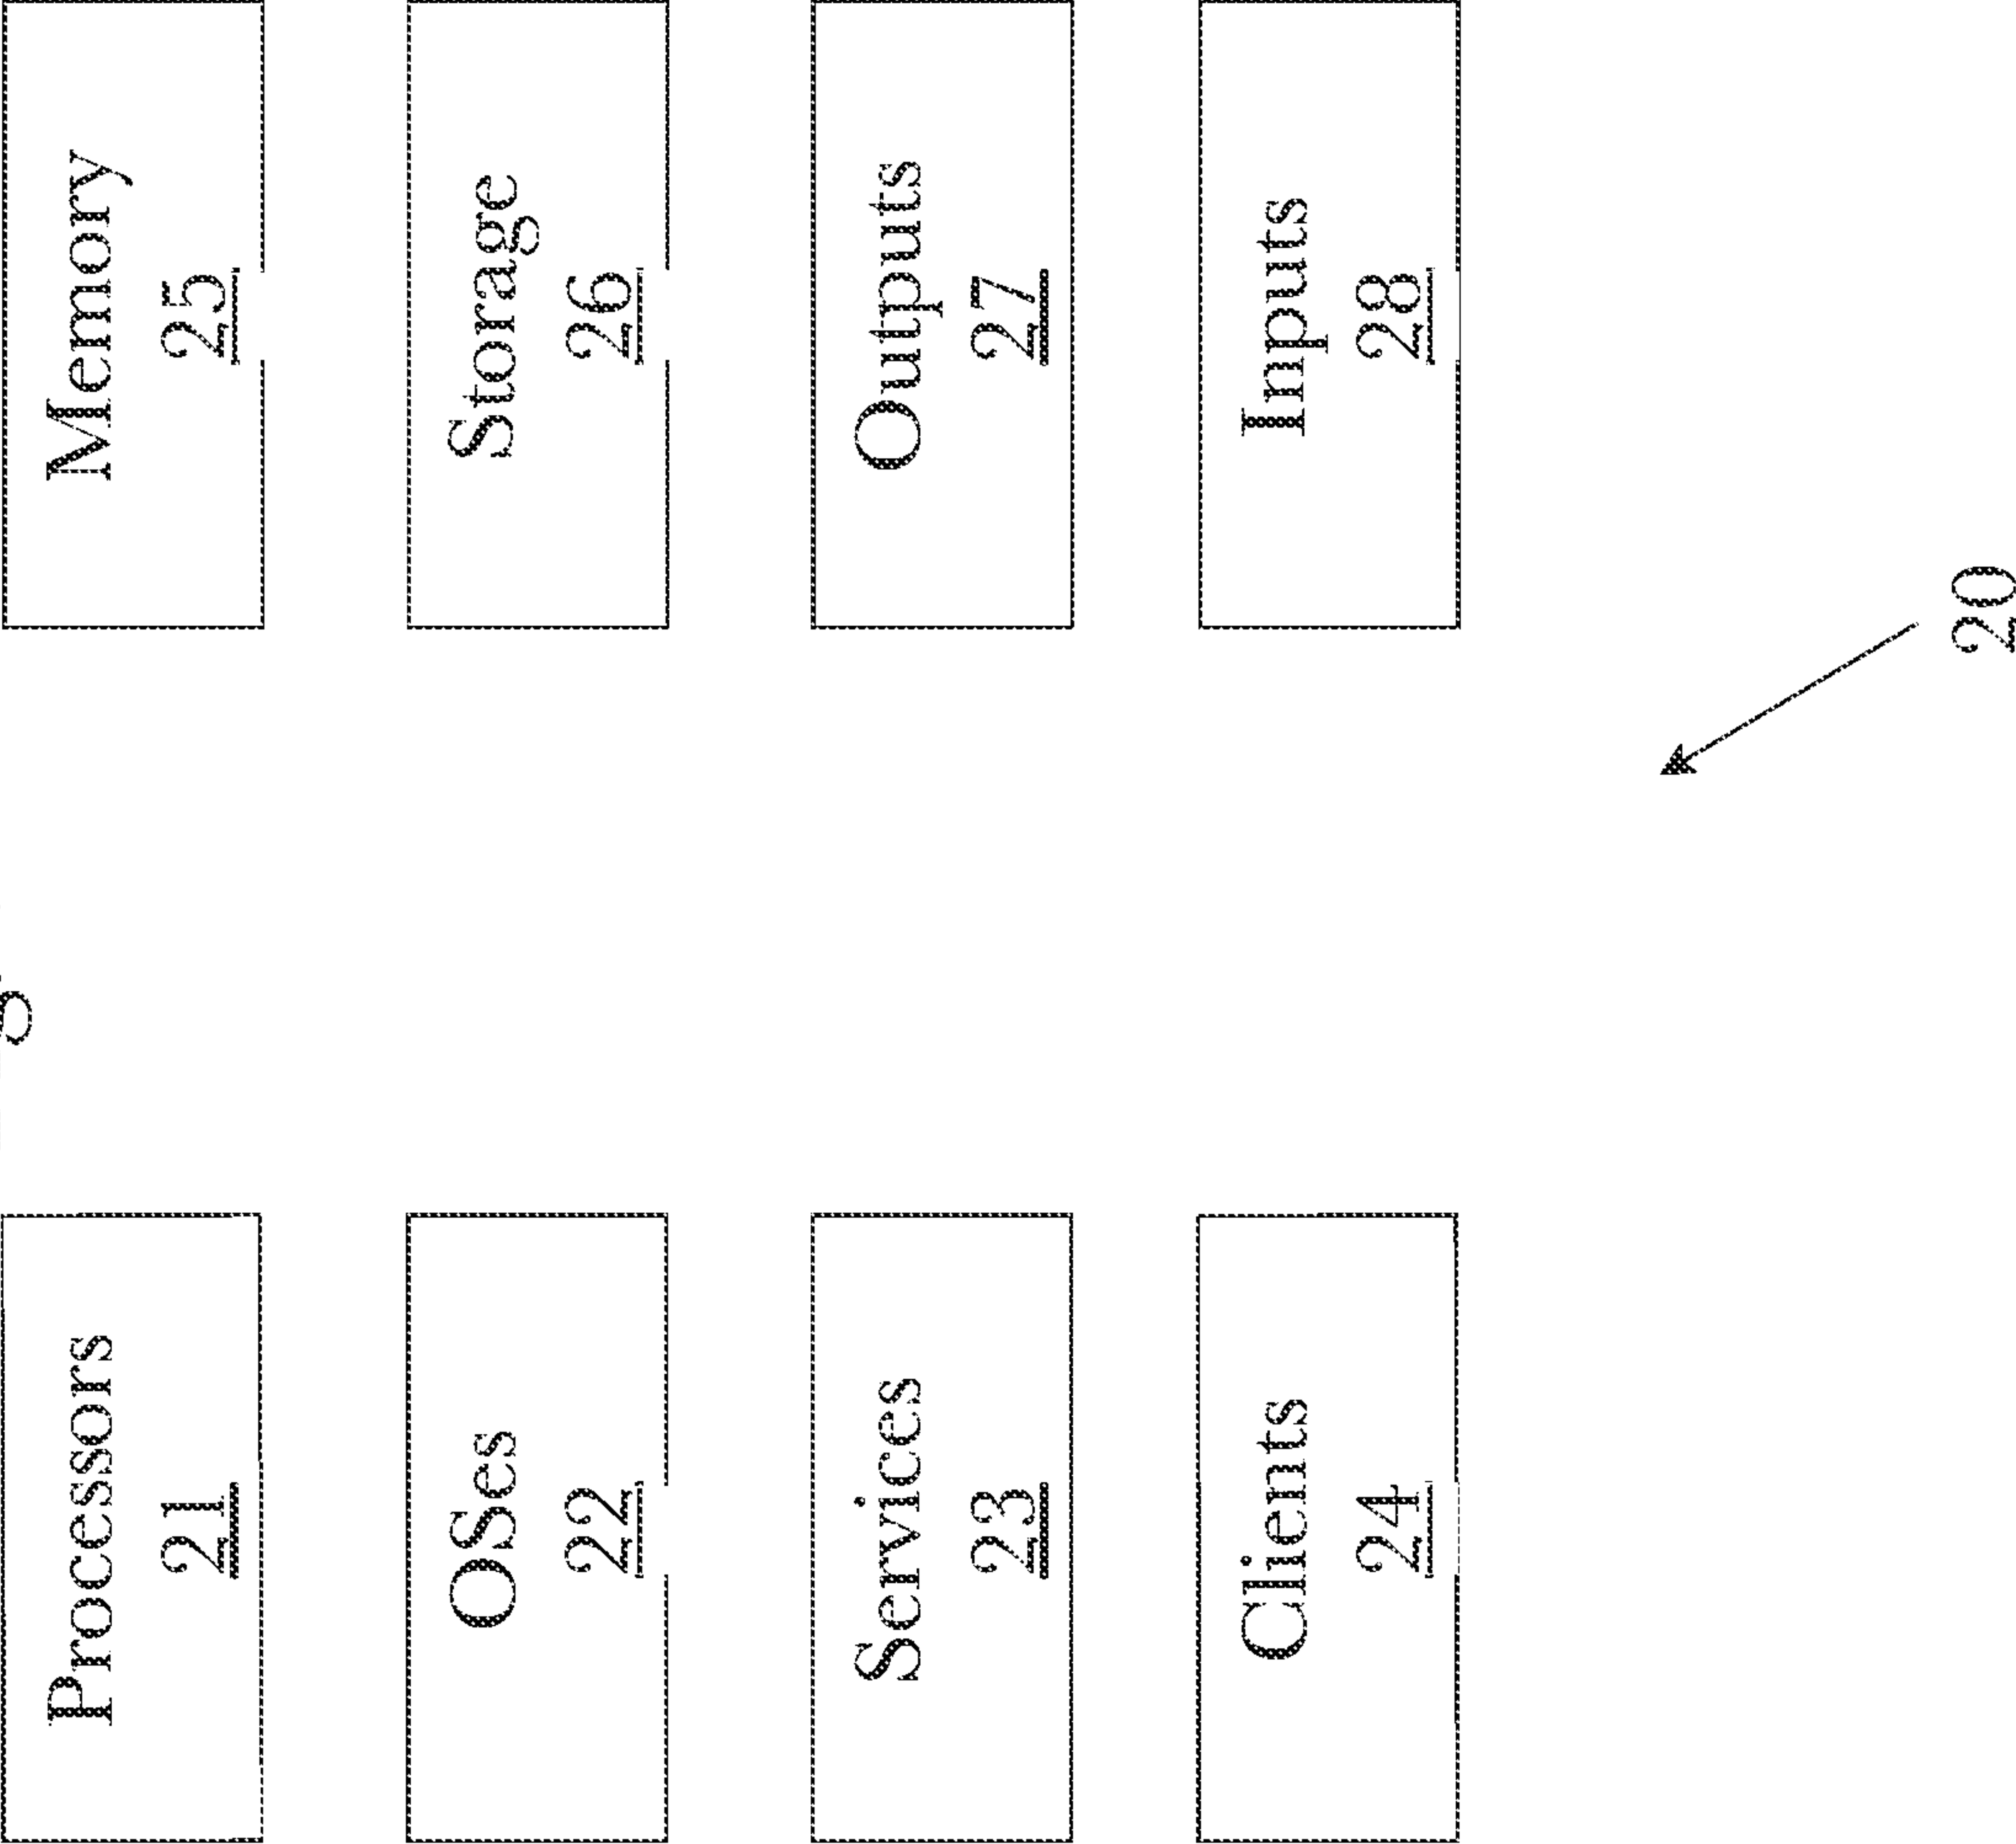 Processors
21
Memory
25
OSes
22
Storage
26
Services
23
Outputs
27
Clients
24
Inputs
28
20